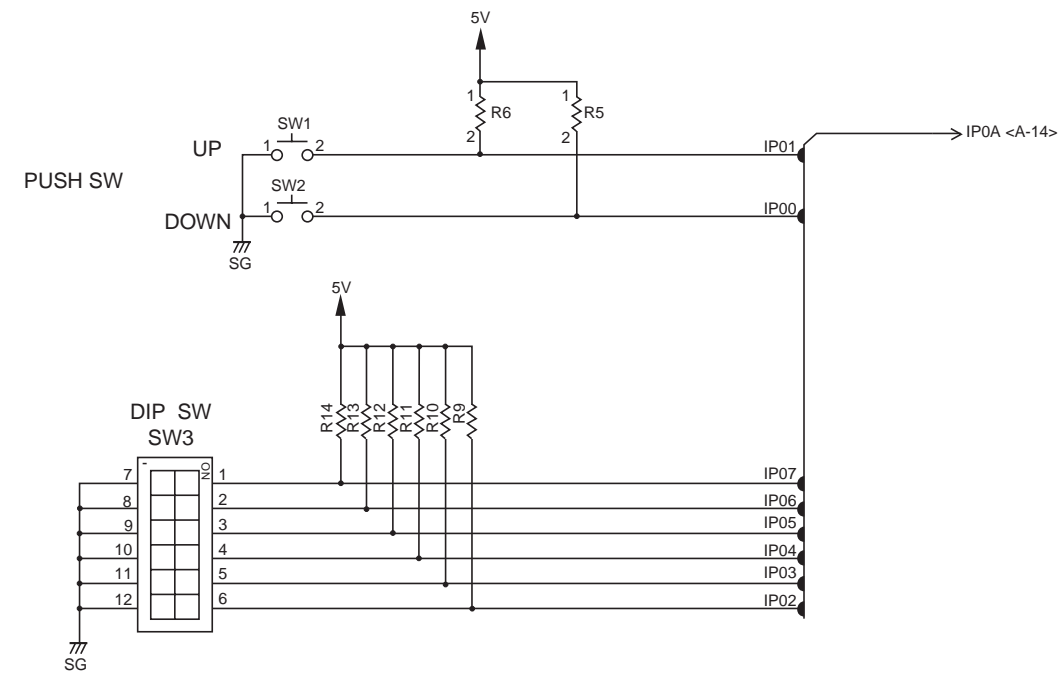 5V
1 1
R6 R5
2 2
SW1
UP 1 2 IP01
IP0A <A-14>
PUSH SW
SW2
DOWN 1 2 IP00
SG
5V
R14 R13 R12 R11 R10 R9
DIP SW
SW3
- ON
7 1 IP07
8 2 IP06
9 3 IP05
10 4 IP04
11 5 IP03
12 6 IP02
SG